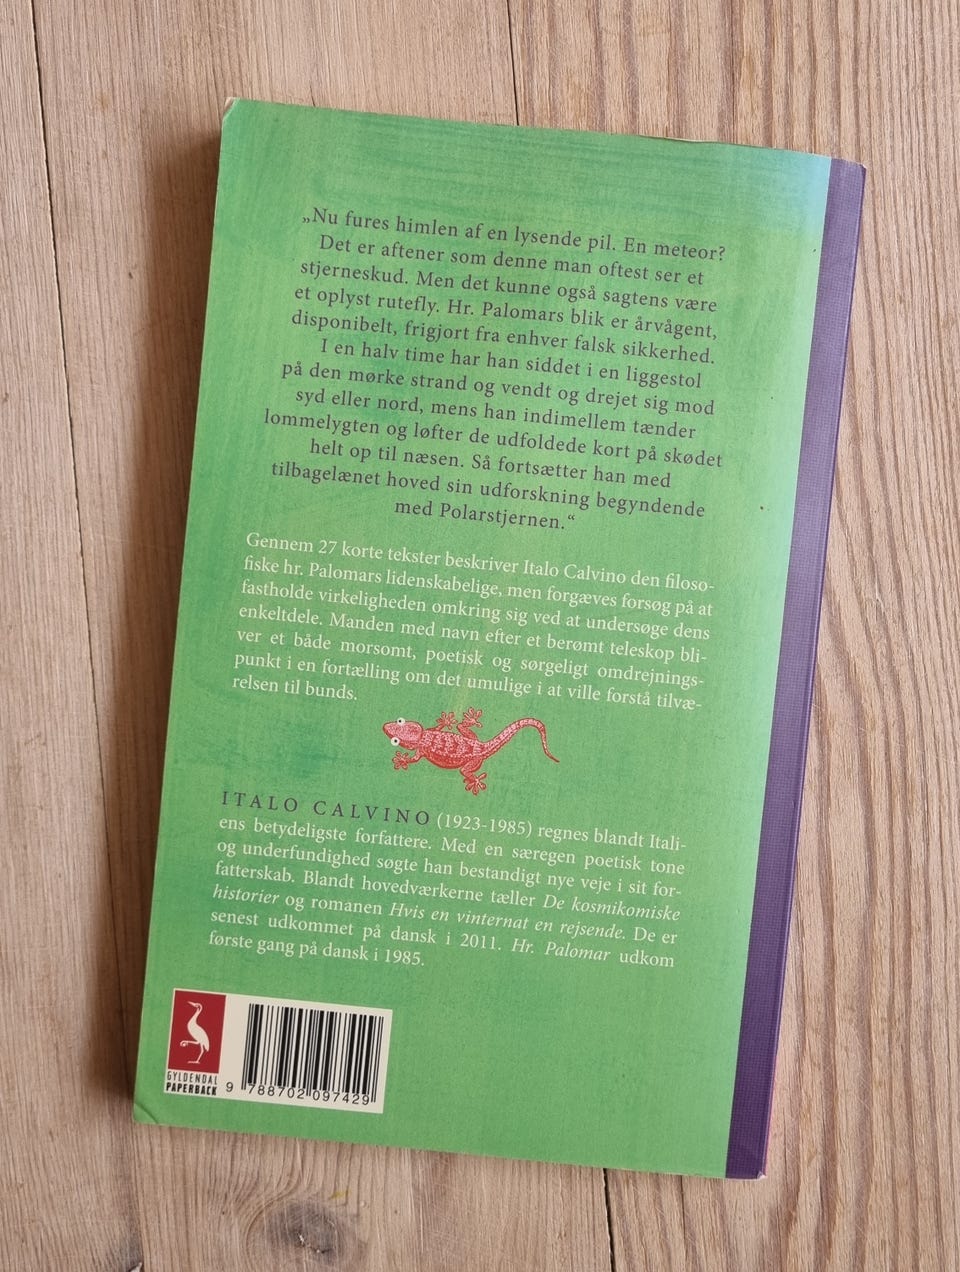 „Nu fures himlen af en lysende pil. En meteor?
Det er aftener som denne man oftest ser et
stjerneskud. Men det kunne også sagtens være
et oplyst rutefly. Hr. Palomars blik er årvågent,
disponibelt, frigjort fra enhver falsk sikkerhed.
I en halv time har han siddet i en liggestol
på den mørke strand og vendt og drejet sig mod
syd eller nord, mens han indimellem tænder
lommelygten og løfter de udfoldede kort på skødet
helt op til næsen. Så fortsætter han med
tilbagelænet hoved sin udforskning begyndende
med Polarstjernen.“
Gennem 27 korte tekster beskriver Italo Calvino den filoso-
fiske hr. Palomars lidenskabelige, men forgæves forsøg på at
fastholde virkeligheden omkring sig ved at undersøge dens
enkeltdele. Manden med navn efter et berømt teleskop bli-
ver et både morsomt, poetisk og sørgeligt omdrejnings-
punkt i en fortælling om det umulige i at ville forstå tilvæ-
relsen til bunds.
ITALO CALVINO (1923-1985) regnes blandt Itali-
ens betydeligste forfattere. Med en særegen poetisk tone
og underfundighed søgte han bestandigt nye veje i sit for-
fatterskab. Blandt hovedværkerne tæller De kosmikomiske
historier og romanen Hvis en vinternat en rejsende. De er
senest udkommet på dansk i 2011. Hr. Palomar udkom
første gang på dansk i 1985.
GYLDENDAL
PAPERBACK
9 788702 097429